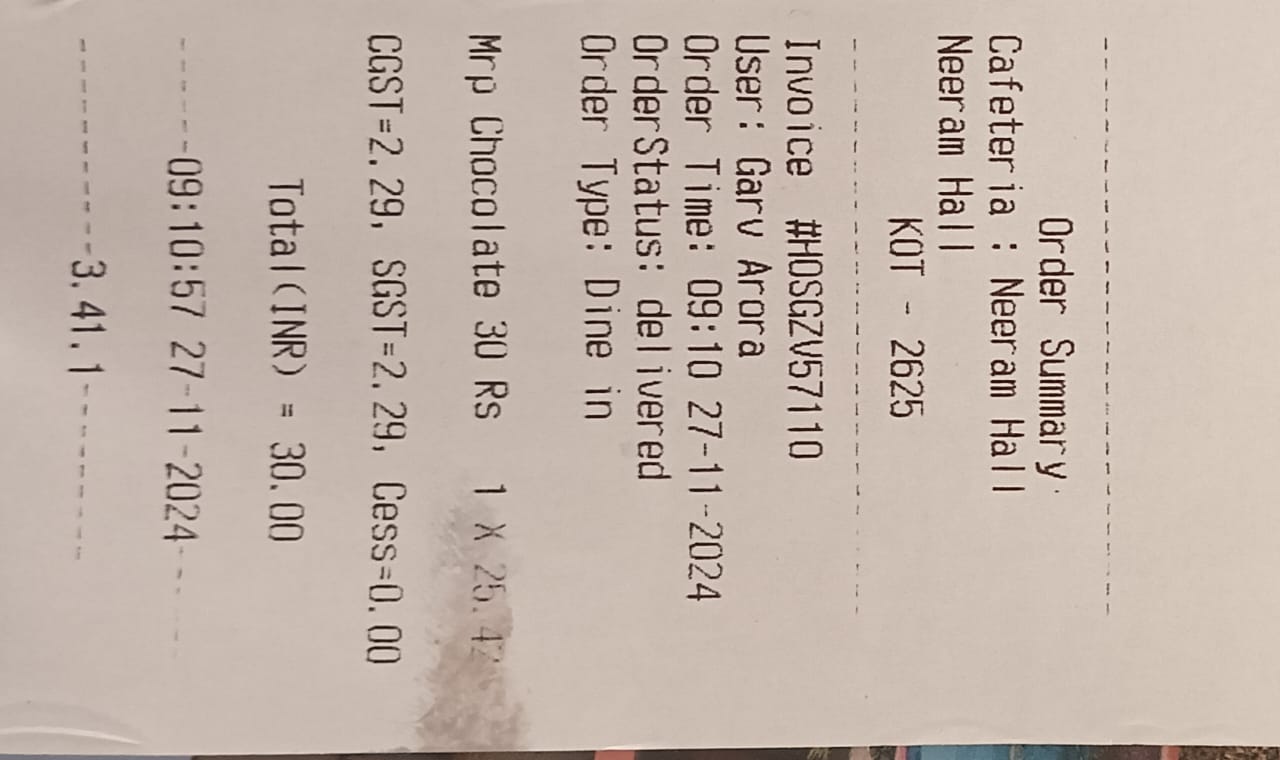 Order Summary
Cafeteria : Neeram Hall
Neeram Hall
KOT - 2625
Invoice #HOSGZV57110
User: Garv Arora
Order Time: 09:10 27-11-2024
OrderStatus: delivered
Order Type: Dine in
Mrp Chocolate 30 Rs 1 X 25.42
CGST=2.29, SGST=2.29, Cess=0.00
Total(INR) = 30.00
------09:10:57 27-11-2024------
-----------3.41.1---------